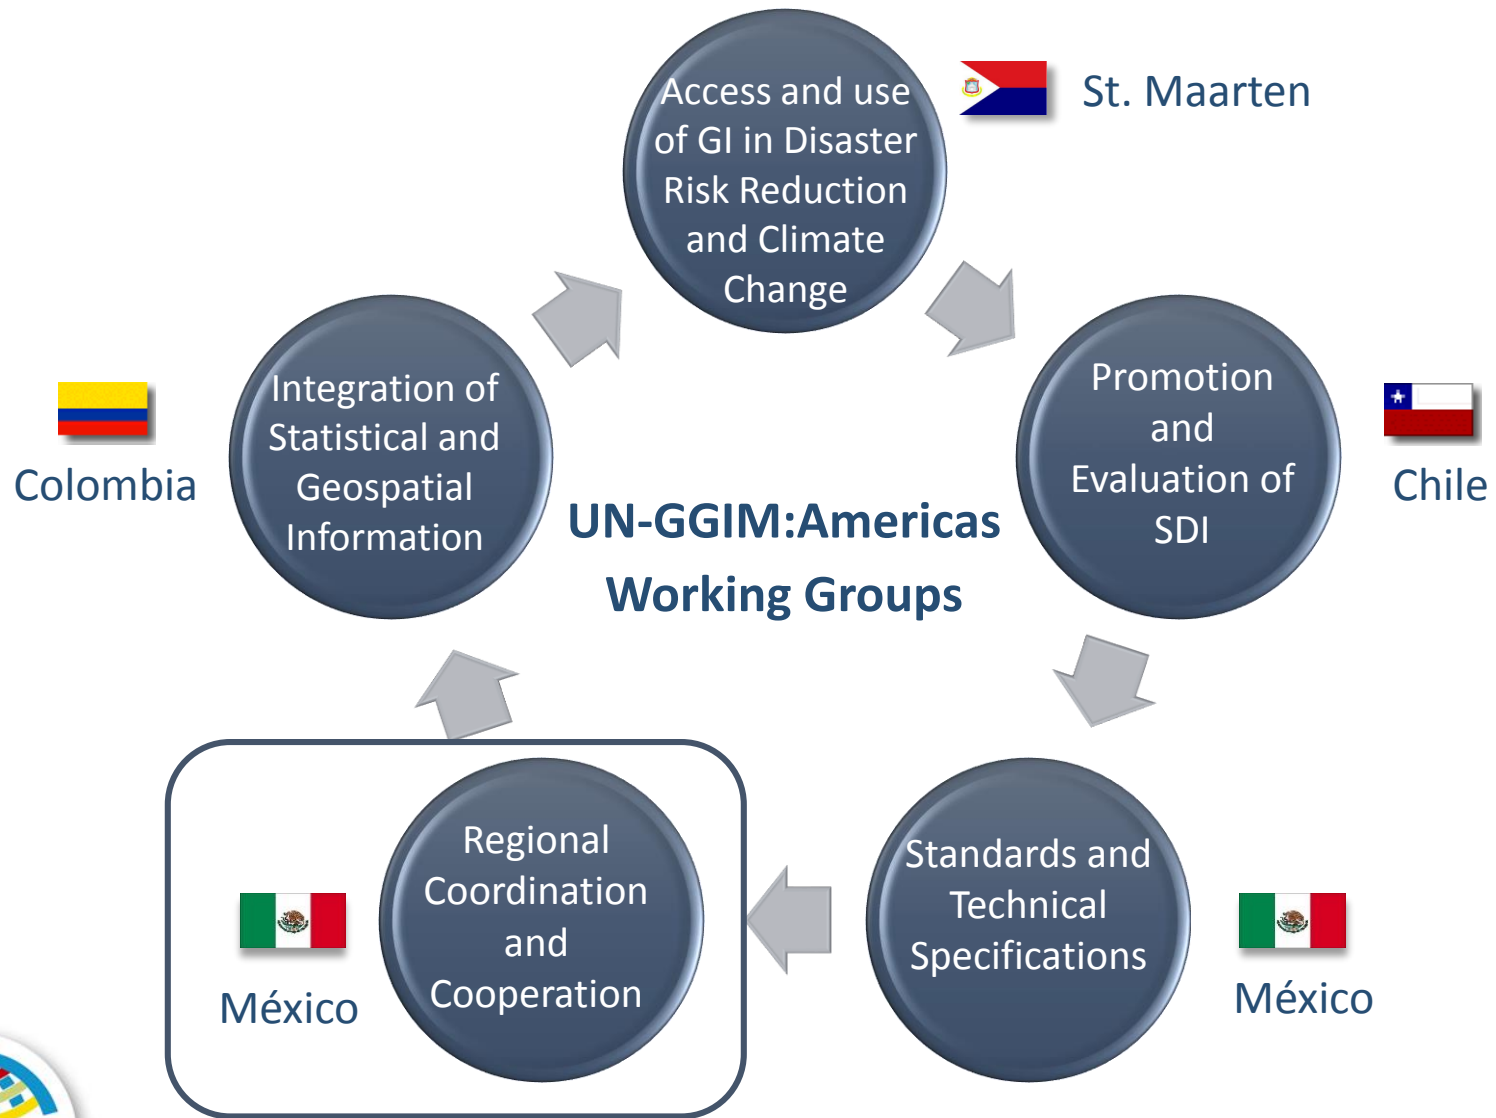 Access and use
of GI in Disaster
Risk Reduction
and Climate
Change
St. Maarten
Promotion
and
Evaluation of
SDI
Chile
Integration of
Statistical and
Geospatial
Information
Colombia
UN-GGIM:Americas
Working Groups
Regional
Coordination
and
Cooperation
México
Standards and
Technical
Specifications
México